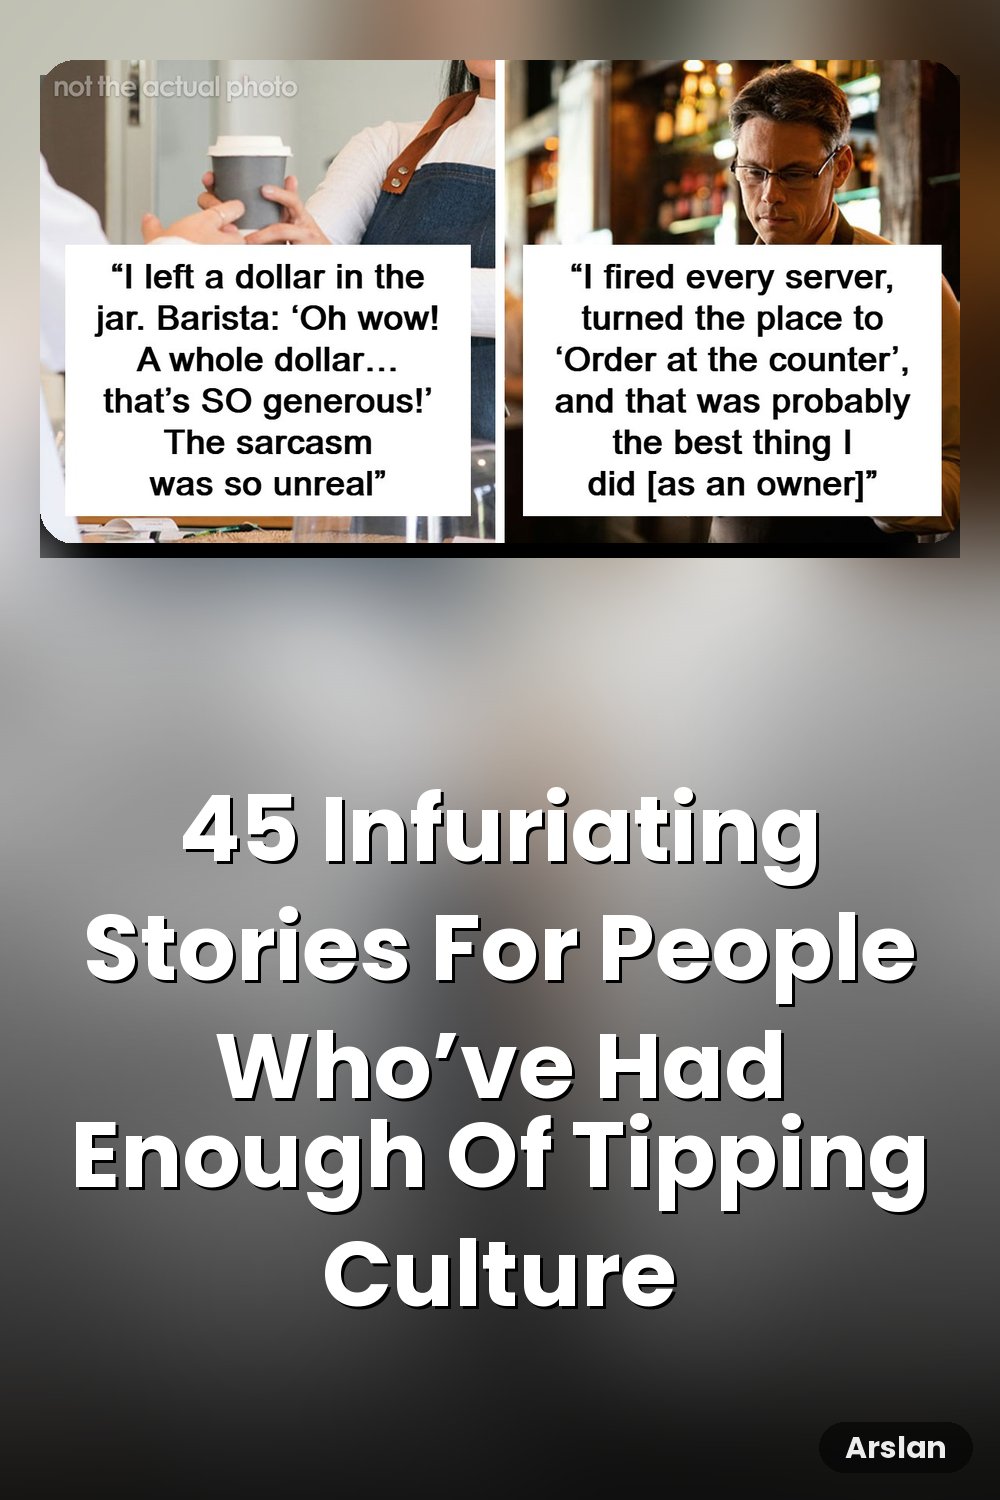 not the actual photo
“I left a dollar in the
jar. Barista: ‘Oh wow!
A whole dollar...
that’s SO generous!’
The sarcasm
was so unreal”
“I fired every server,
turned the place to
‘Order at the counter’,
and that was probably
the best thing I
did [as an owner]”
45 Infuriating
Stories For People
Who’ve Had
Enough Of Tipping
Culture
Arslan